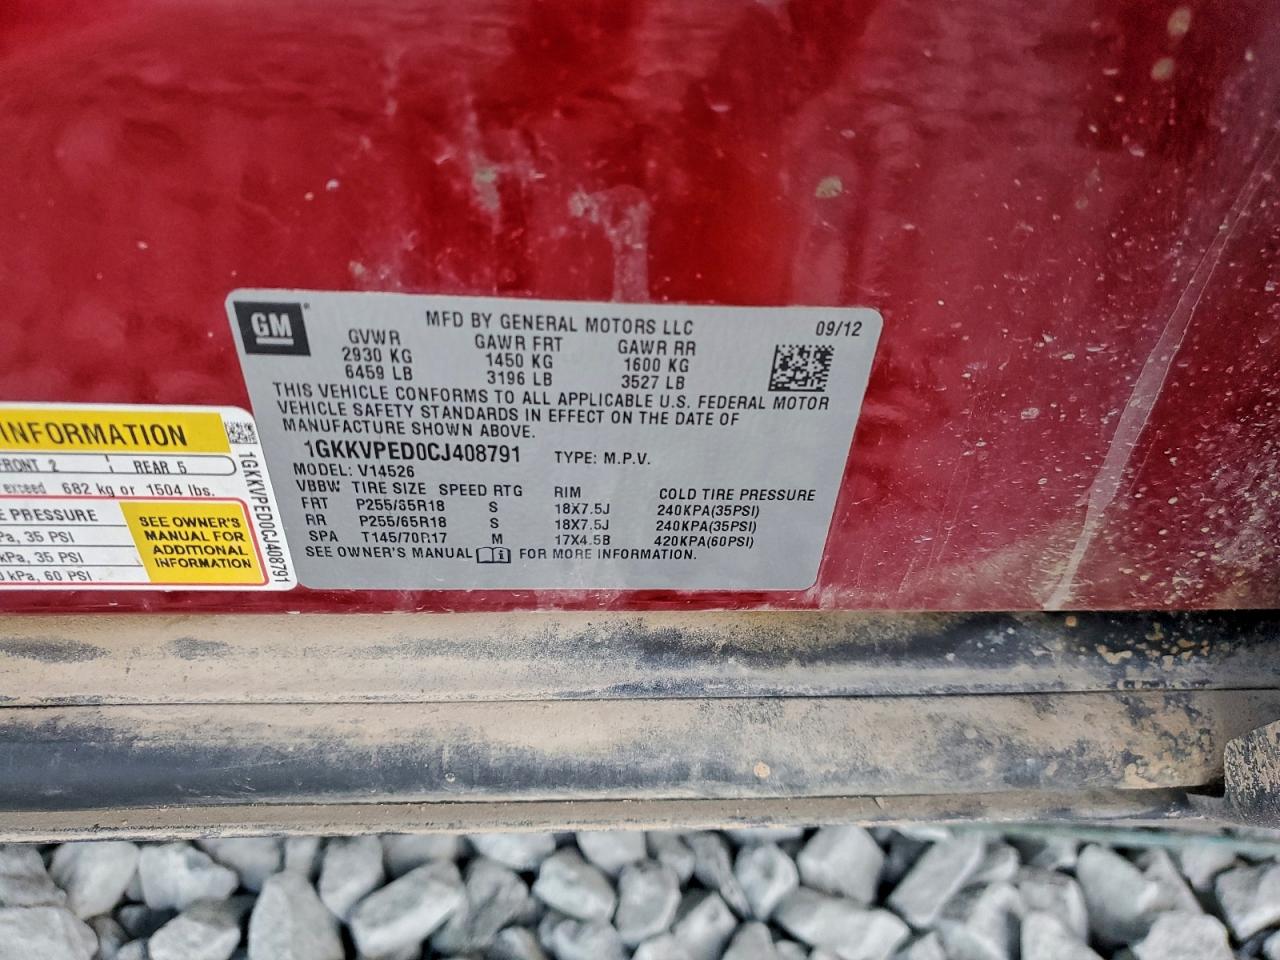 GM
MFD BY GENERAL MOTORS LLC
09/12
GVWR GAWR FRT GAWR RR
2930 KG 1450 KG 1600 KG
6459 LB 3196 LB 3527 LB
THIS VEHICLE CONFORMS TO ALL APPLICABLE U.S. FEDERAL MOTOR
VEHICLE SAFETY STANDARDS IN EFFECT ON THE DATE OF
MANUFACTURE SHOWN ABOVE.
1GKKVPED0CJ408791 TYPE: M.P.V.
MODEL: V14526
VBBW TIRE SIZE SPEED RTG RIM COLD TIRE PRESSURE
FRT P255/65R18 S 18X7.5J 240KPA(35PSI)
RR P255/65R18 S 18X7.5J 240KPA(35PSI)
SPA T145/70R17 M 17X4.5B 420KPA(60PSI)
SEE OWNER'S MANUAL FOR MORE INFORMATION.
INFORMATION
FRONT 2 REAR 5
exceed 682 kg or 1504 lbs.
E PRESSURE
Pa, 35 PSI
kPa, 35 PSI
0 kPa, 60 PSI
SEE OWNER'S
MANUAL FOR
ADDITIONAL
INFORMATION
1GKKVPED0CJ408791